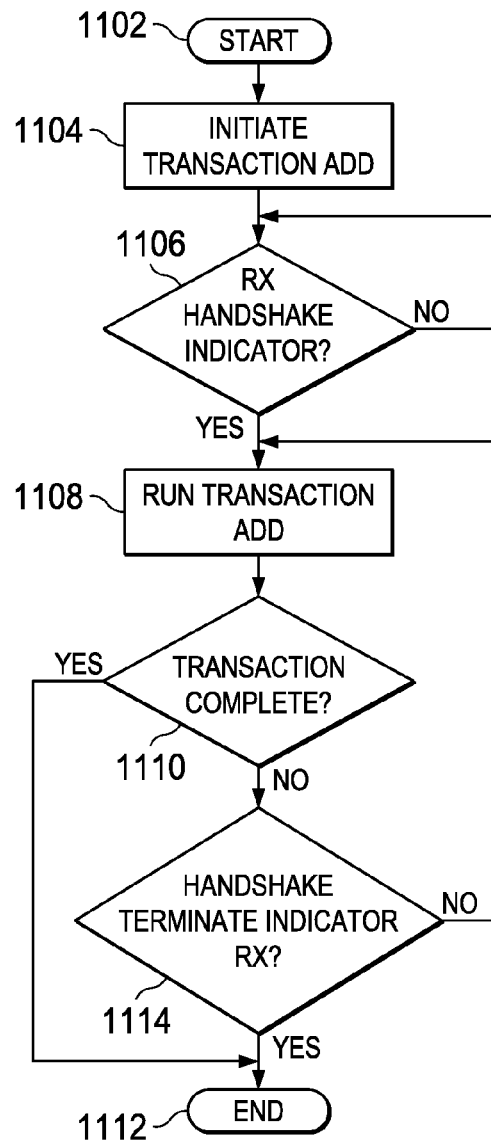 1102
START
1104
INITIATE
TRANSACTION ADD
1106
RX
HANDSHAKE
INDICATOR?
NO
YES
1108
RUN TRANSACTION
ADD
YES
TRANSACTION
COMPLETE?
1110
NO
HANDSHAKE
TERMINATE INDICATOR
RX?
NO
1114
YES
1112
END